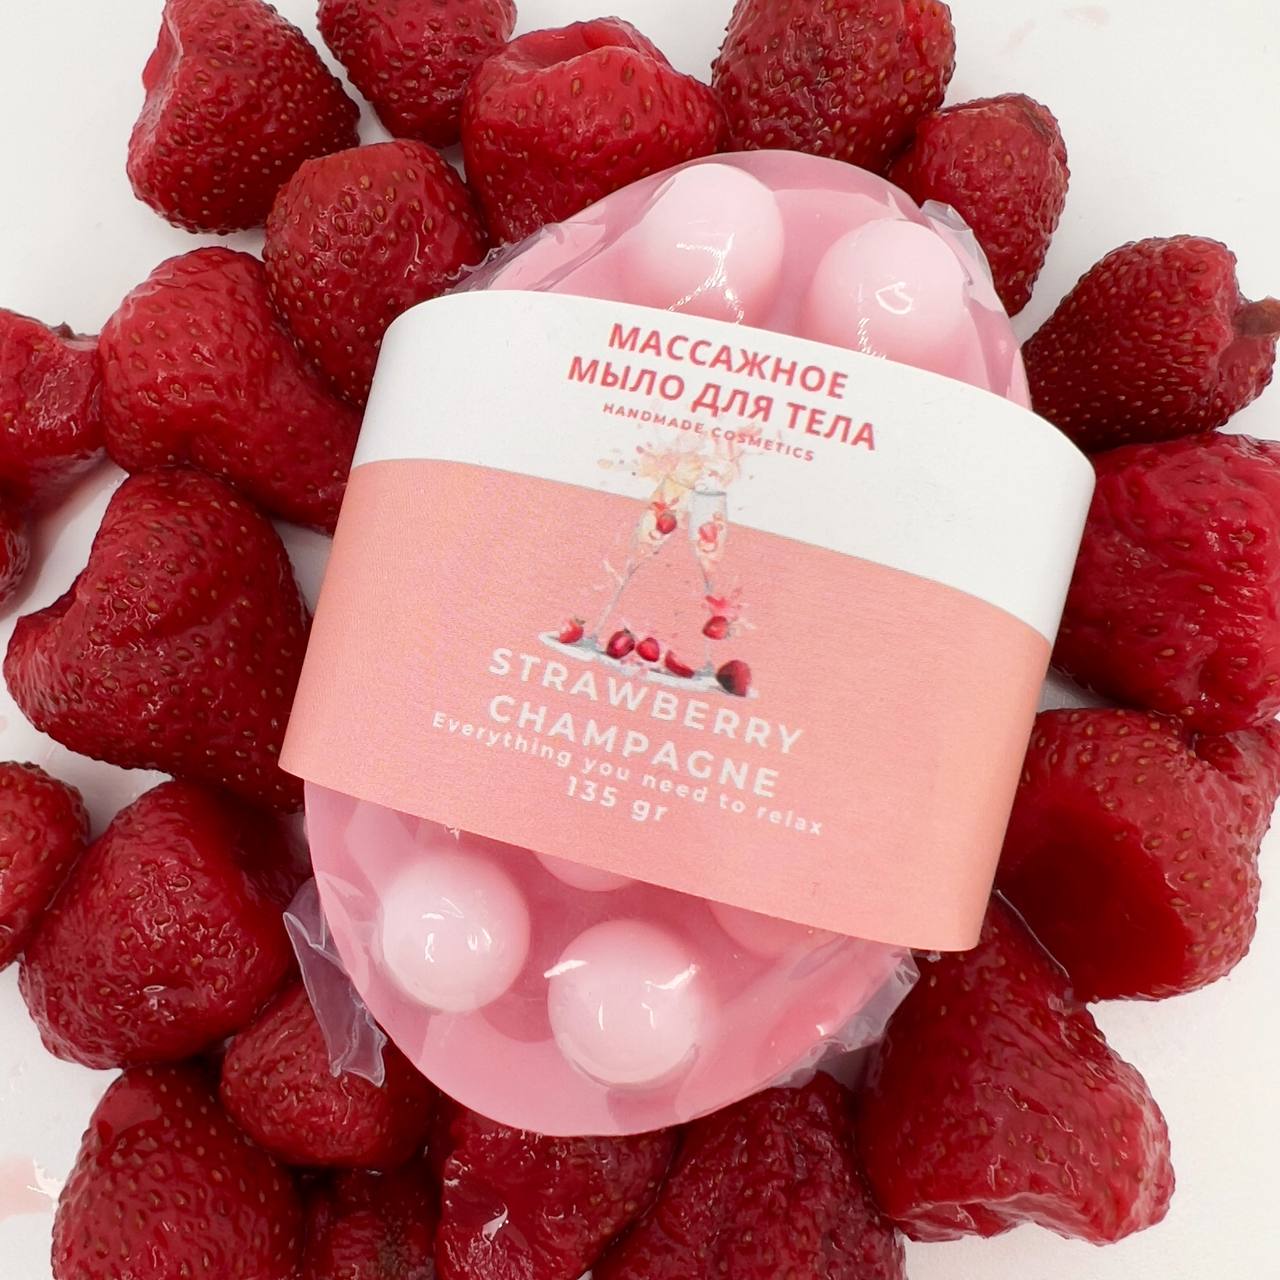 МАССАЖНОЕ
МЫЛО ДЛЯ ТЕЛА
HANDMADE COSMETICS
STRAWBERRY
CHAMPAGNE
Everything you need to relax
135 gr